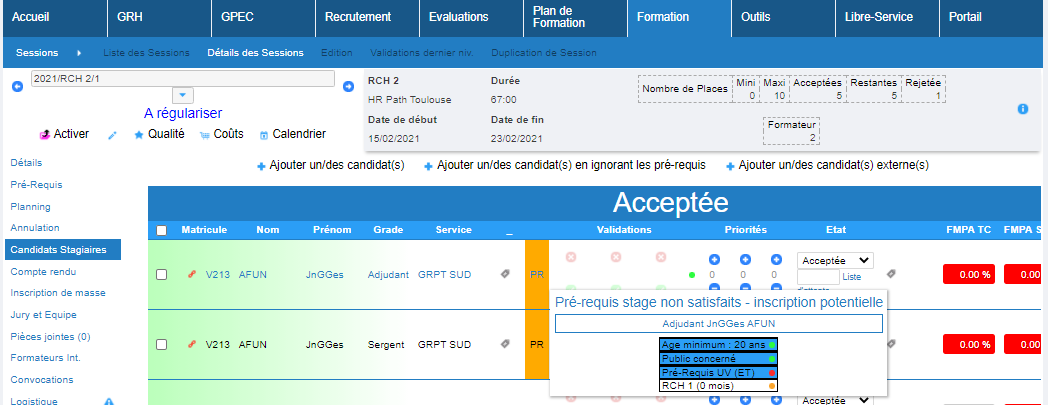 Accueil GRH GPEC Recrutement Evaluations Plan de Formation Formation Outils Libre-Service Portail
Sessions Liste des Sessions Détails des Sessions Edition Validations dernier niv. Duplication de Session
2021/RCH 2/1
A régulariser
Activer Qualité Coûts Calendrier
RCH 2 Durée
HR Path Toulouse 67:00
Date de début Date de fin
15/02/2021 23/02/2021
Nombre de Places Mini Maxi Acceptées Restantes Rejetée
0 10 5 5 1
Formateur
2
Détails
Pré-Requis
Planning
Annulation
Candidats Stagiaires
Compte rendu
Inscription de masse
Jury et Equipe
Pièces jointes (0)
Formateurs Int.
Convocations
Logistique
Ajouter un/des candidat(s) Ajouter un/des candidat(s) en ignorant les pré-requis Ajouter un/des candidat(s) externe(s)
Acceptée
Matricule Nom Prénom Grade Service _ Validations Priorités Etat FMPA TC FMPA S
V213 AFUN JnGGes Adjudant GRPT SUD PR 0 0 0 Acceptée Liste 0.00 % 0.00
Pré-requis stage non satisfaits - inscription potentielle
Adjudant JnGGes AFUN
Age minimum : 20 ans
Public concerné
Pré-Requis UV (ET)
RCH 1 (0 mois)
V213 AFUN JnGGes Sergent GRPT SUD PR 0.00 % 0.00
Acceptée